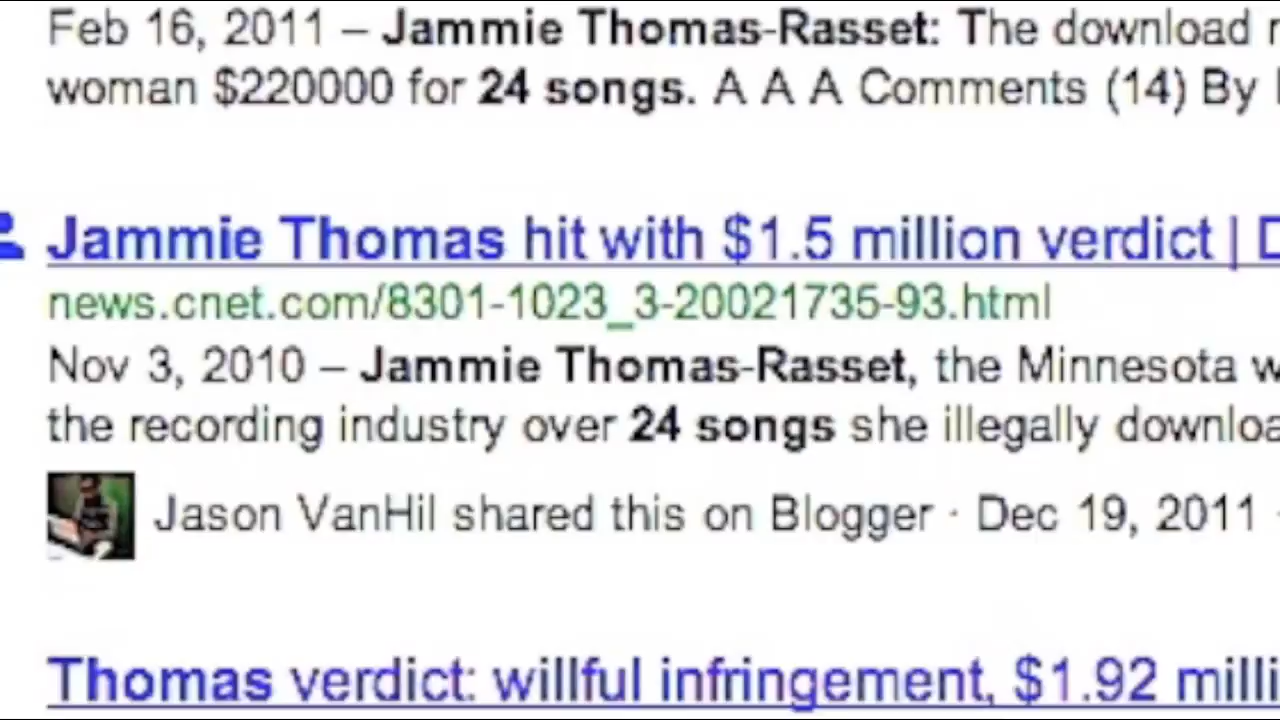 Feb 16, 2011 – Jammie Thomas-Rasset: The download
woman $220000 for 24 songs. A A A Comments (14) By
Jammie Thomas hit with $1.5 million verdict |
news.cnet.com/8301-1023_3-20021735-93.html
Nov 3, 2010 – Jammie Thomas-Rasset, the Minnesota
the recording industry over 24 songs she illegally
Jason VanHil shared this on Blogger · Dec 19, 2011
Thomas verdict: willful infringement, $1.92